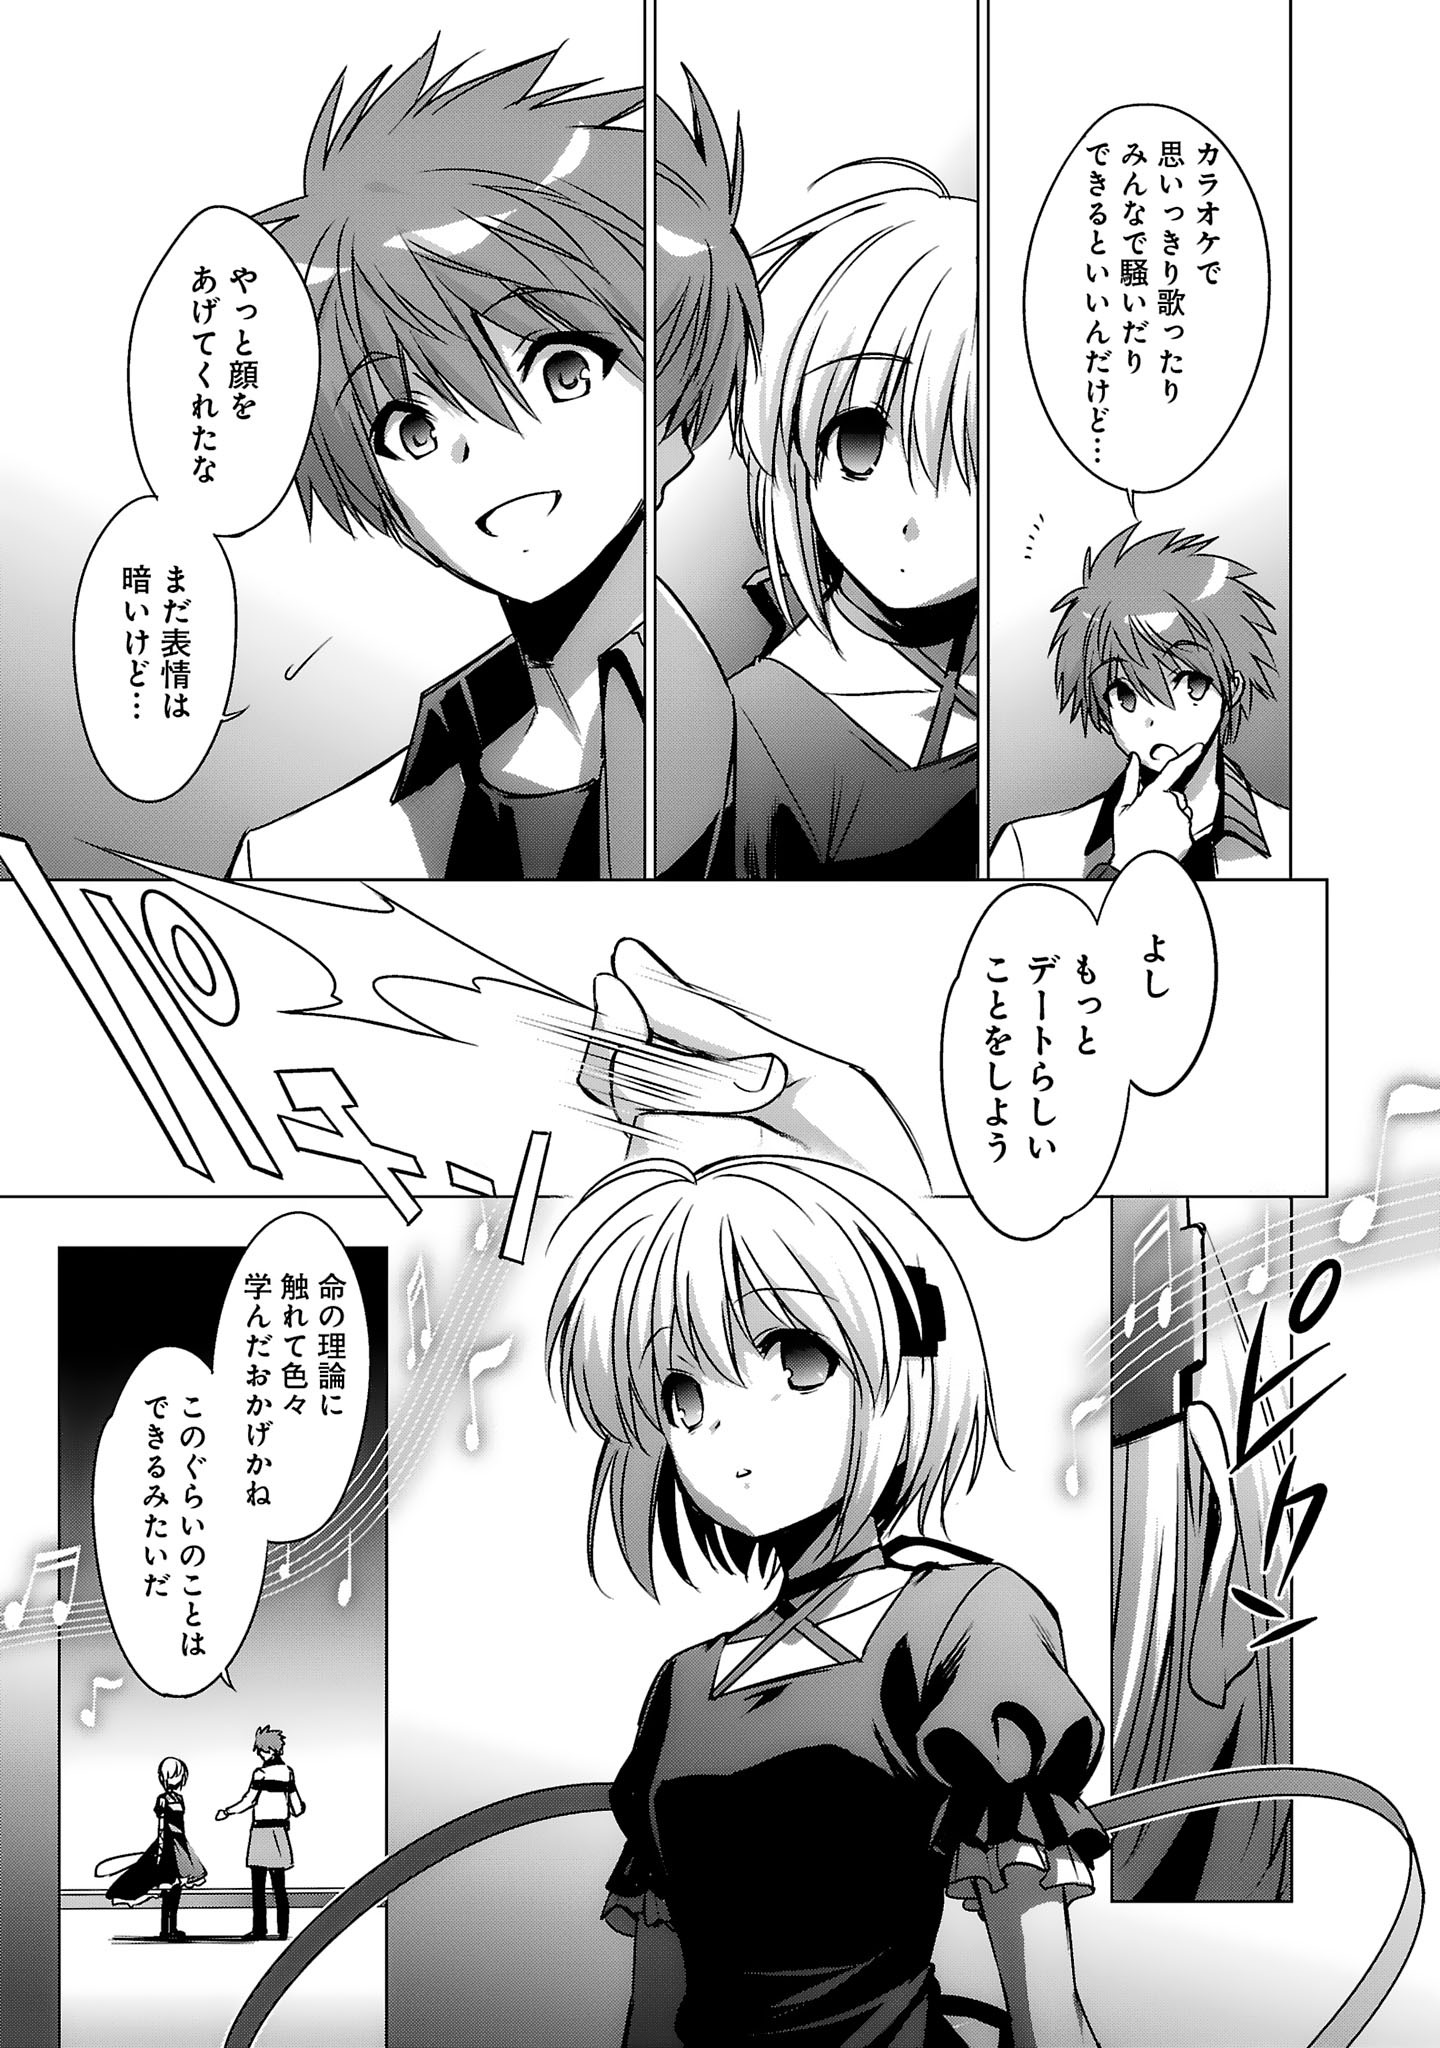 カラオケで
思いっきり歌ったり
みんなで騒いだり
できるといいんだけど…
やっと顔を
あげてくれたな
まだ表情は
暗いけど…
よし
もっと
デートらしい
ことをしよう
パチン
ピクン
命の理論に
触れて色々
学んだおかげかね
このぐらいのことは
できるみたいだ